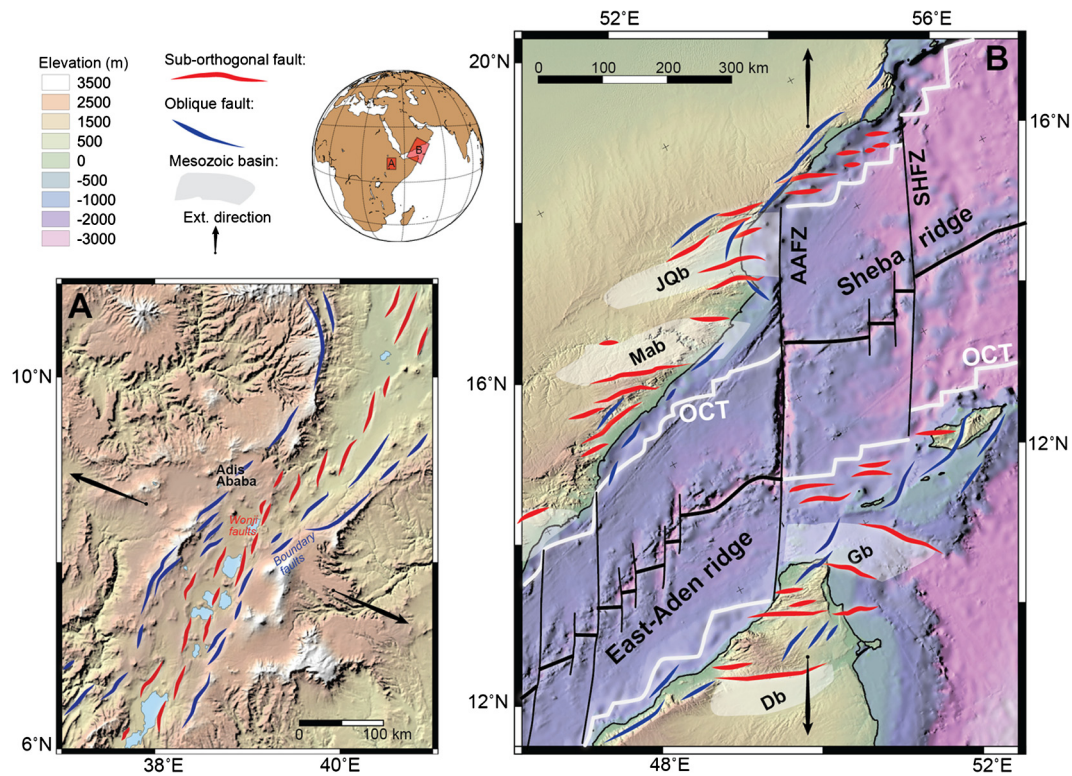 Elevation (m)
3500
2500
1500
500
0
-500
-1000
-2000
-3000
Sub-orthogonal fault:
Oblique fault:
Mesozoic basin:
Ext. direction
A
B
A
10°N
6°N
38°E
40°E
Adis
Ababa
Wonji
faults
Boundary
faults
0
100 km
B
52°E
56°E
20°N
16°N
12°N
16°N
12°N
48°E
52°E
0
100
200
300 km
SHFZ
AAFZ
Sheba ridge
JQb
Mab
OCT
OCT
East-Aden ridge
Gb
Db